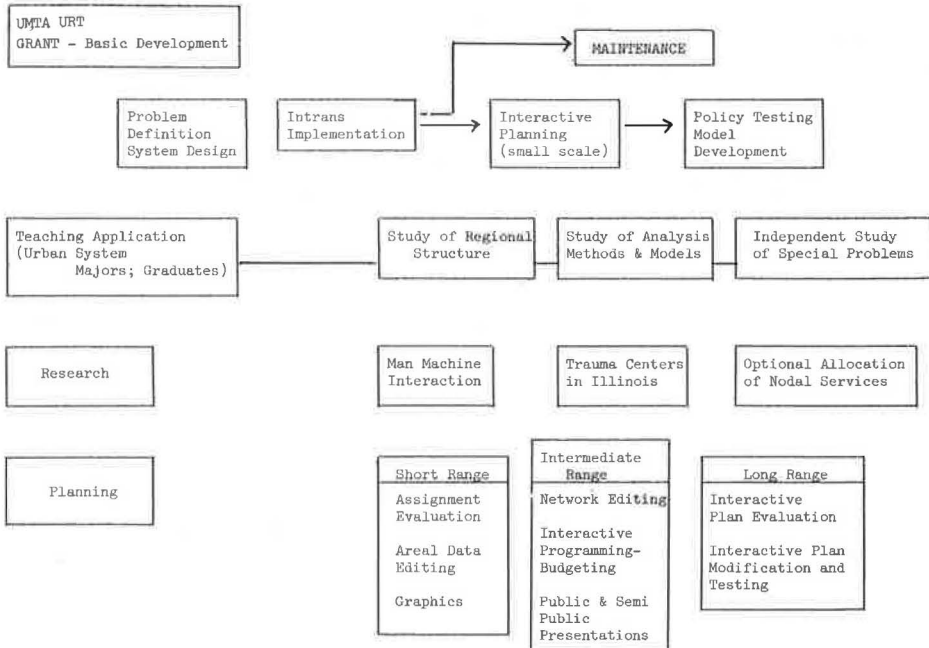 UMTA URT
GRANT - Basic Development
MAINTENANCE
Problem
Definition
System Design
Intrans
Implementation
Interactive
Planning
(small scale)
Policy Testing
Model
Development
Teaching Application
(Urban System
Majors; Graduates)
Study of Regional
Structure
Study of Analysis
Methods & Models
Independent Study
of Special Problems
Research
Man Machine
Interaction
Trauma Centers
in Illinois
Optional Allocation
of Nodal Services
Planning
Short Range
Assignment
Evaluation
Areal Data
Editing
Graphics
Intermediate
Range
Network Editing
Interactive
Programming-
Budgeting
Public & Semi
Public
Presentations
Long Range
Interactive
Plan Evaluation
Interactive Plan
Modification and
Testing